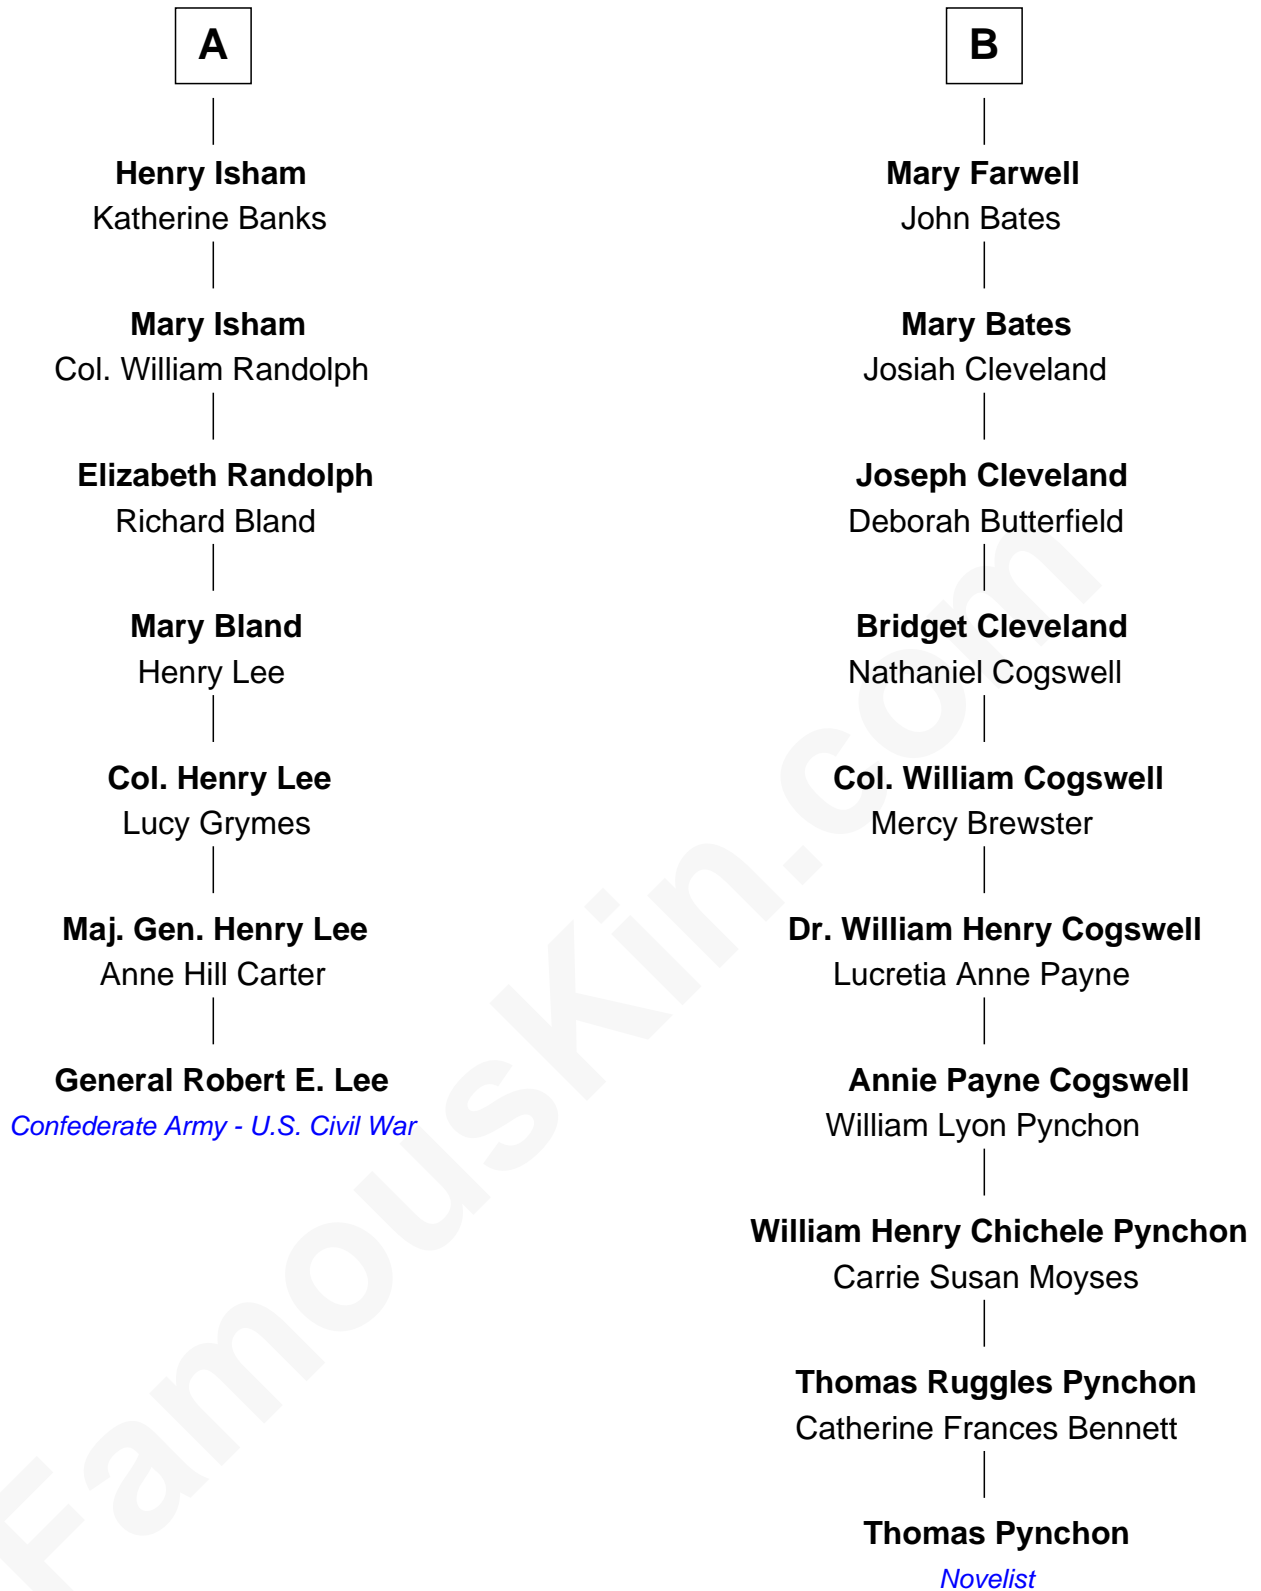 A
Henry Isham
Katherine Banks
Mary Isham
Col. William Randolph
Elizabeth Randolph
Richard Bland
Mary Bland
Henry Lee
Col. Henry Lee
Lucy Grymes
Maj. Gen. Henry Lee
Anne Hill Carter
General Robert E. Lee
Confederate Army - U.S. Civil War
B
Mary Farwell
John Bates
Mary Bates
Josiah Cleveland
Joseph Cleveland
Deborah Butterfield
Bridget Cleveland
Nathaniel Cogswell
Col. William Cogswell
Mercy Brewster
Dr. William Henry Cogswell
Lucretia Anne Payne
Annie Payne Cogswell
William Lyon Pynchon
William Henry Chichele Pynchon
Carrie Susan Moyses
Thomas Ruggles Pynchon
Catherine Frances Bennett
Thomas Pynchon
Novelist
FamousKin.com